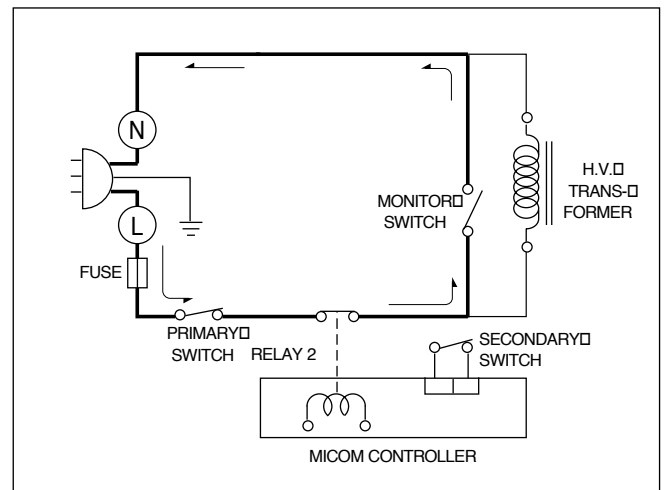 N
L
FUSE
PRIMARY□
SWITCH
RELAY 2
MONITOR□
SWITCH
H.V.□
TRANS-□
FORMER
SECONDARY□
SWITCH
MICOM CONTROLLER